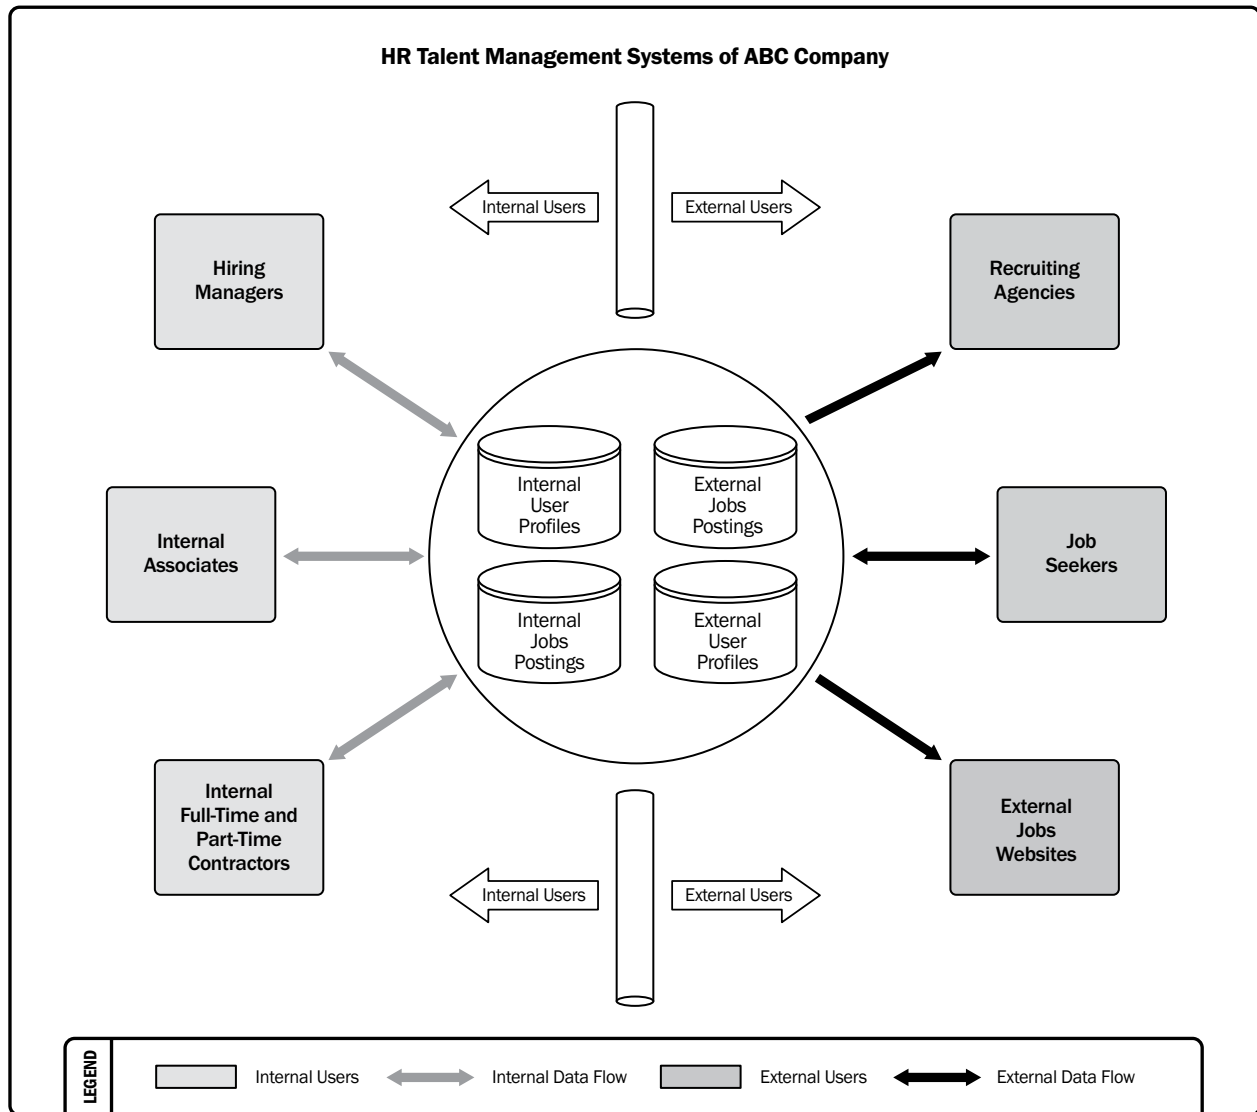 HR Talent Management Systems of ABC Company
Internal Users
External Users
Hiring
Managers
Recruiting
Agencies
Internal
User
Profiles
External
Jobs
Postings
Internal
Associates
Job
Seekers
Internal
Jobs
Postings
External
User
Profiles
Internal
Full-Time and
Part-Time
Contractors
External
Jobs
Websites
Internal Users
External Users
LEGEND
Internal Users
Internal Data Flow
External Users
External Data Flow